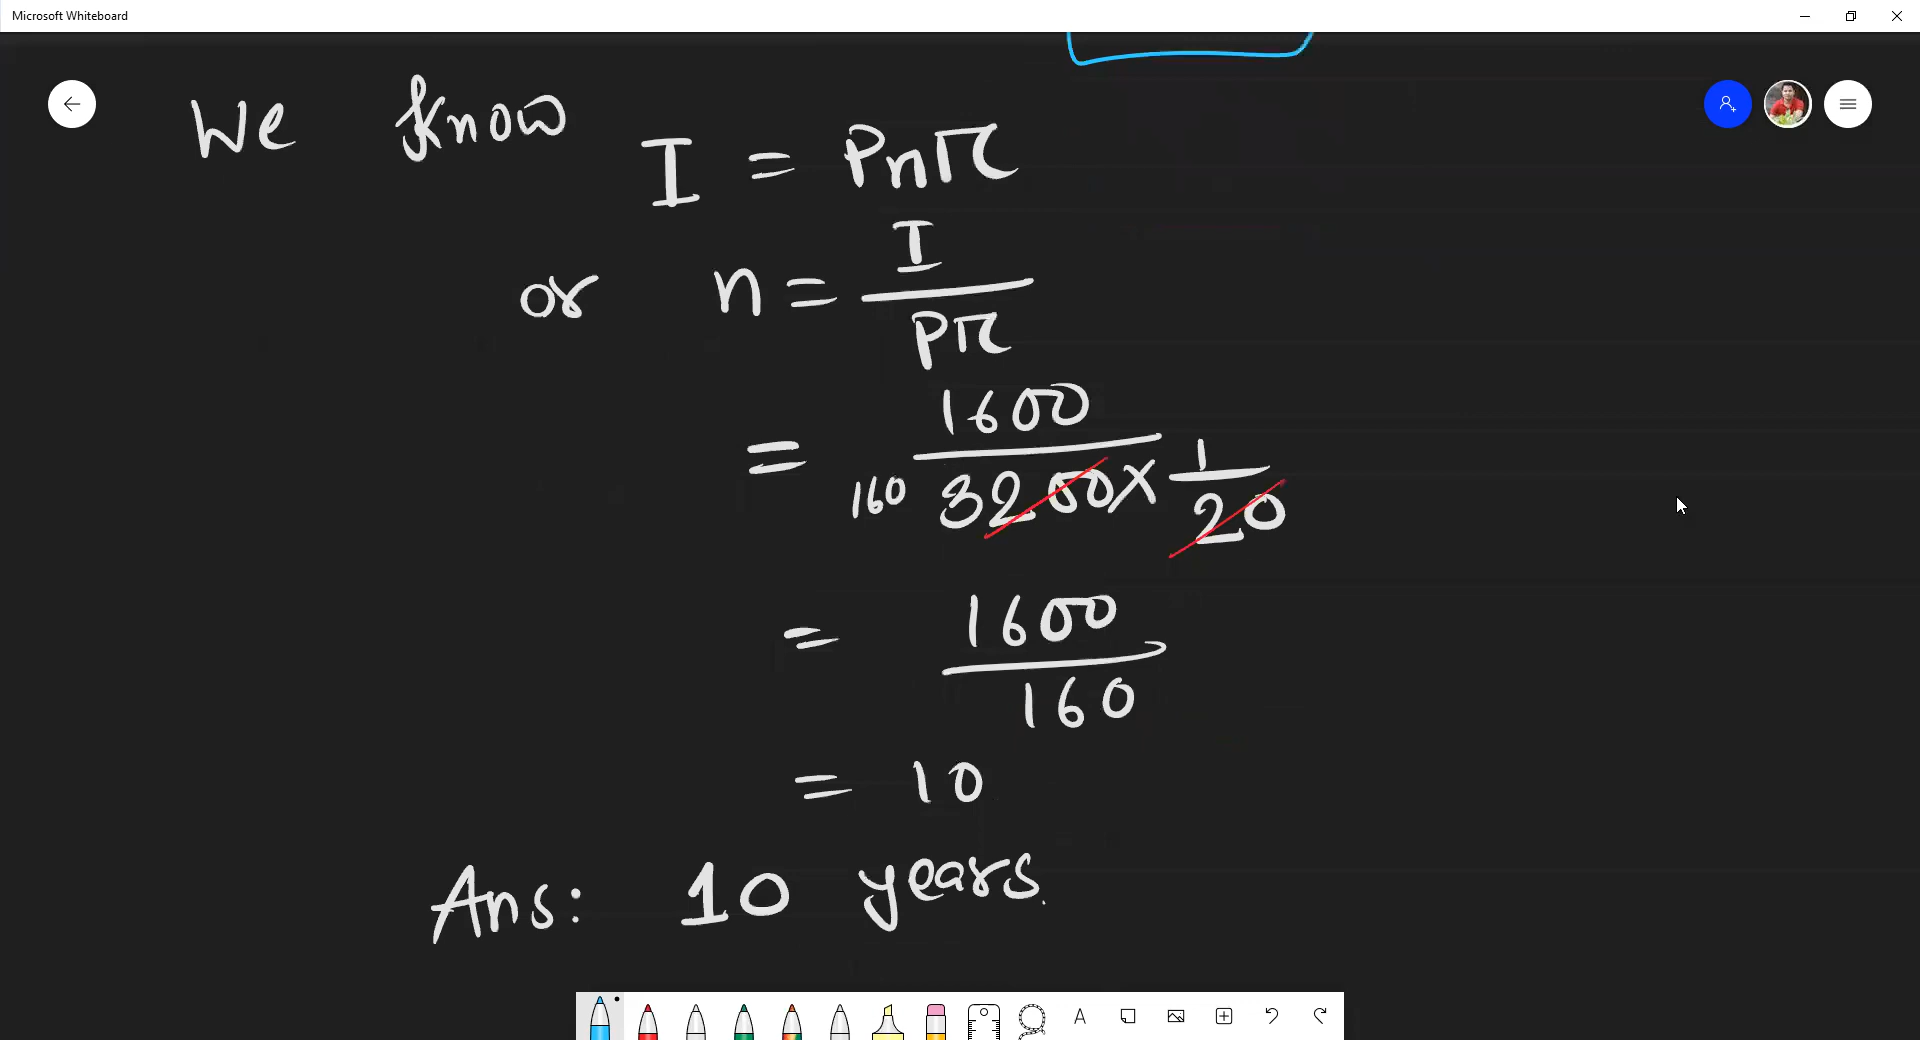 Microsoft Whiteboard
We know
I = Pnr
or n = I
Pr
= 1600
160 3200 × 1
20
= 1600
160
= 10
Ans: 10 years.
A